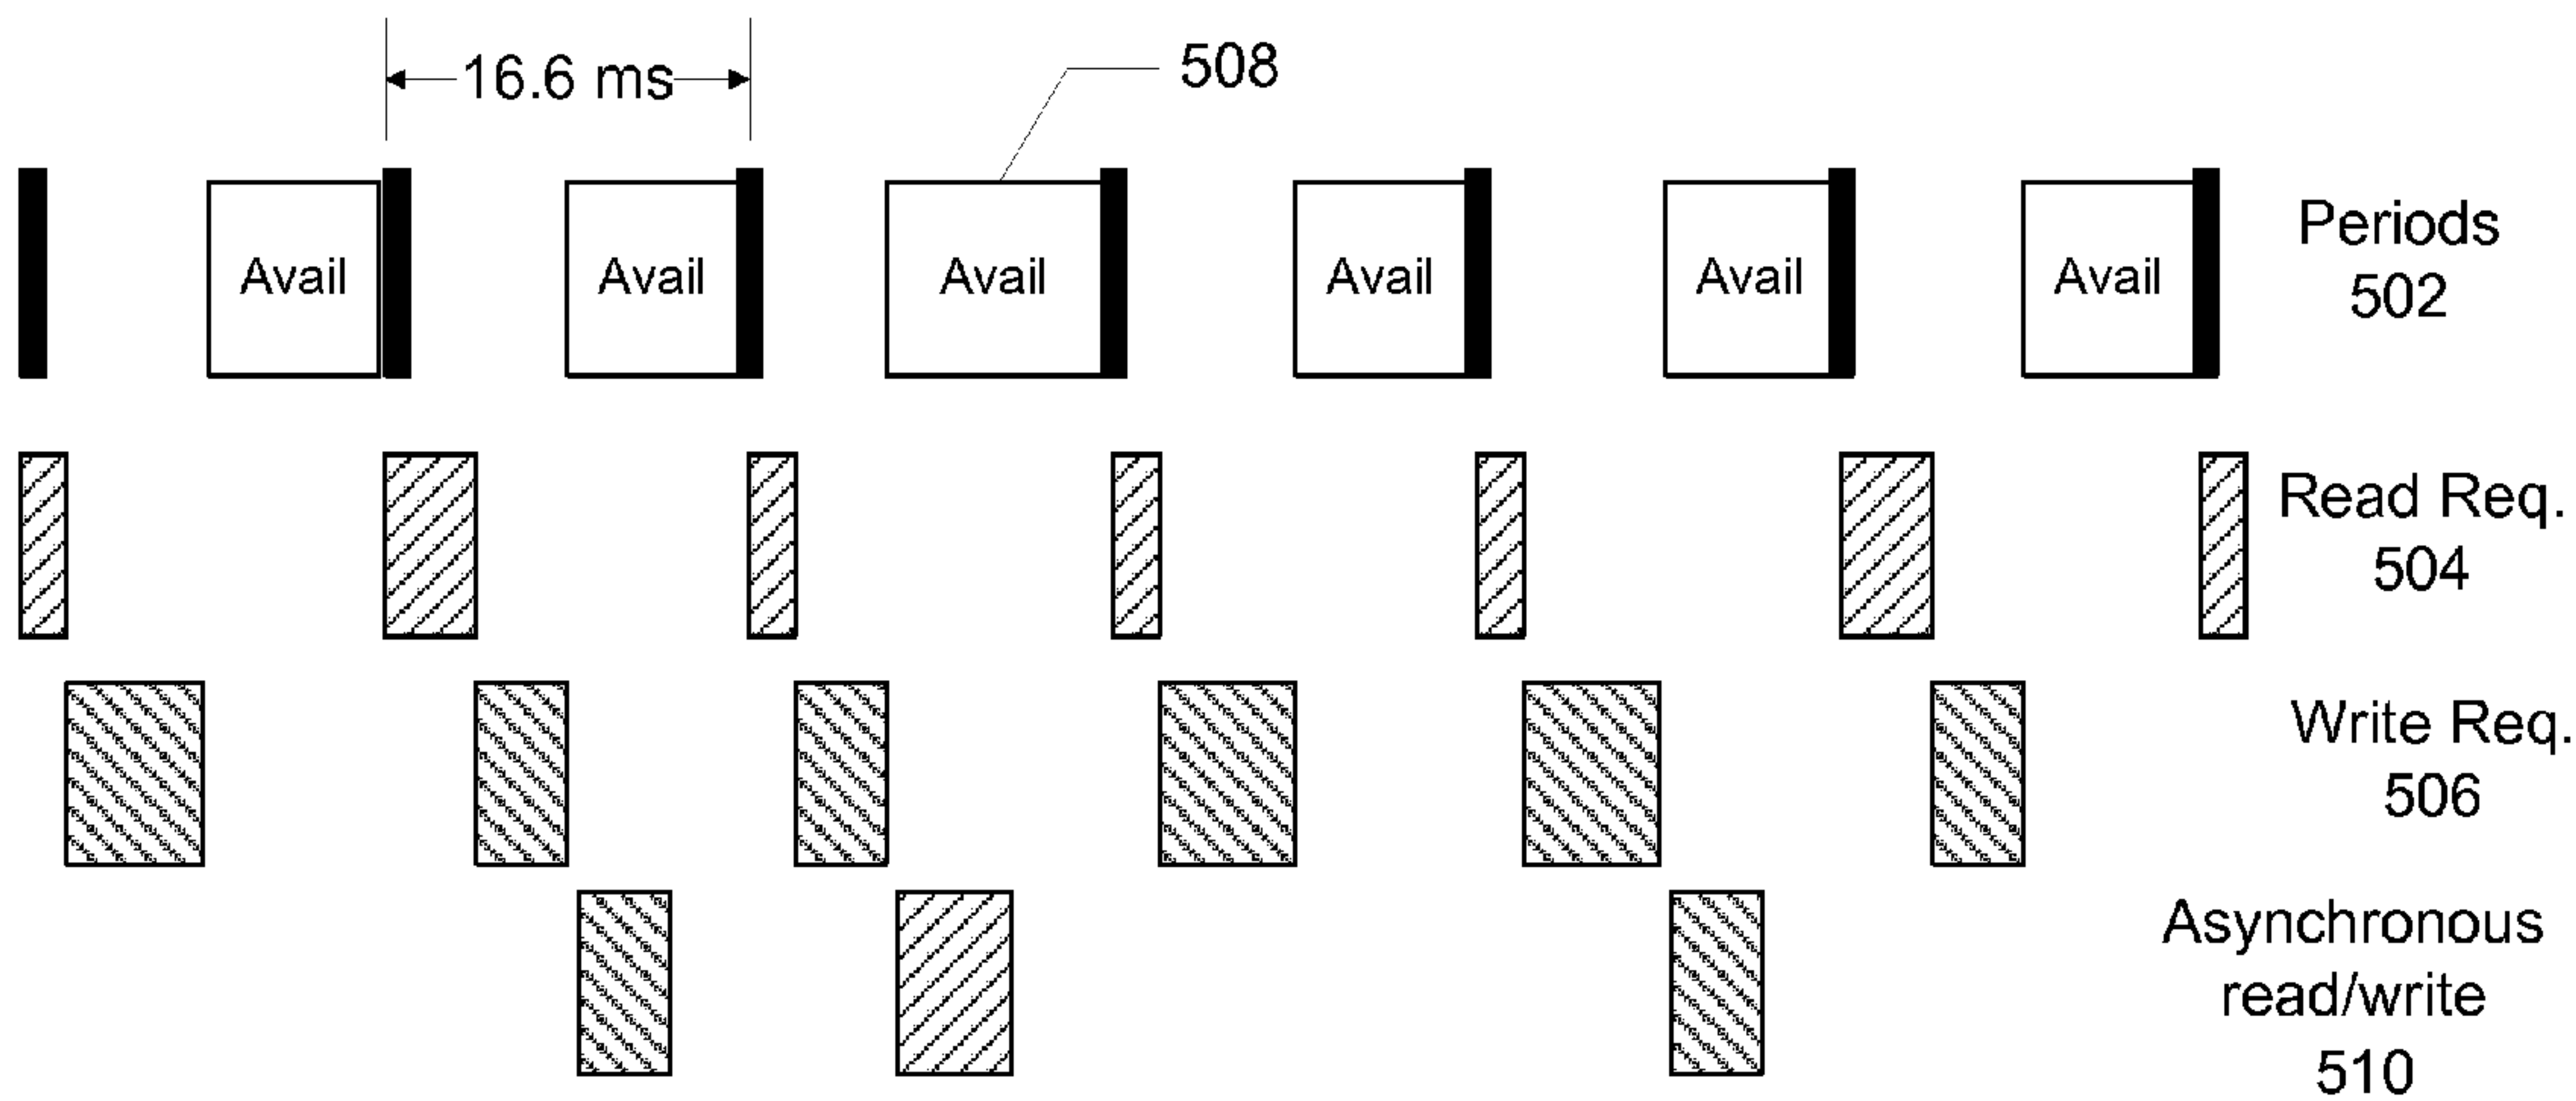 16.6 ms
508
Avail
Avail
Avail
Avail
Avail
Avail
Periods
502
Read Req.
504
Write Req.
506
Asynchronous
read/write
510